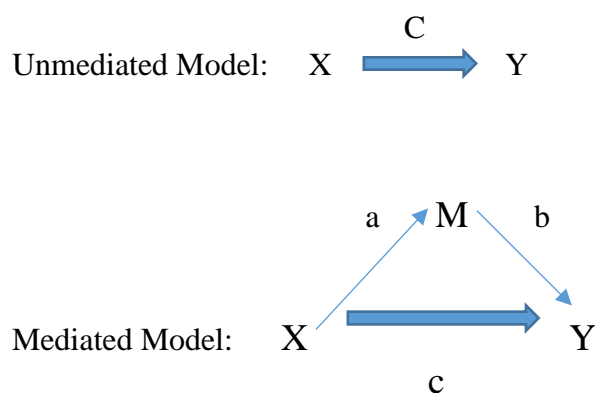 C
Unmediated Model: X Y
a M b
Mediated Model: X Y
c